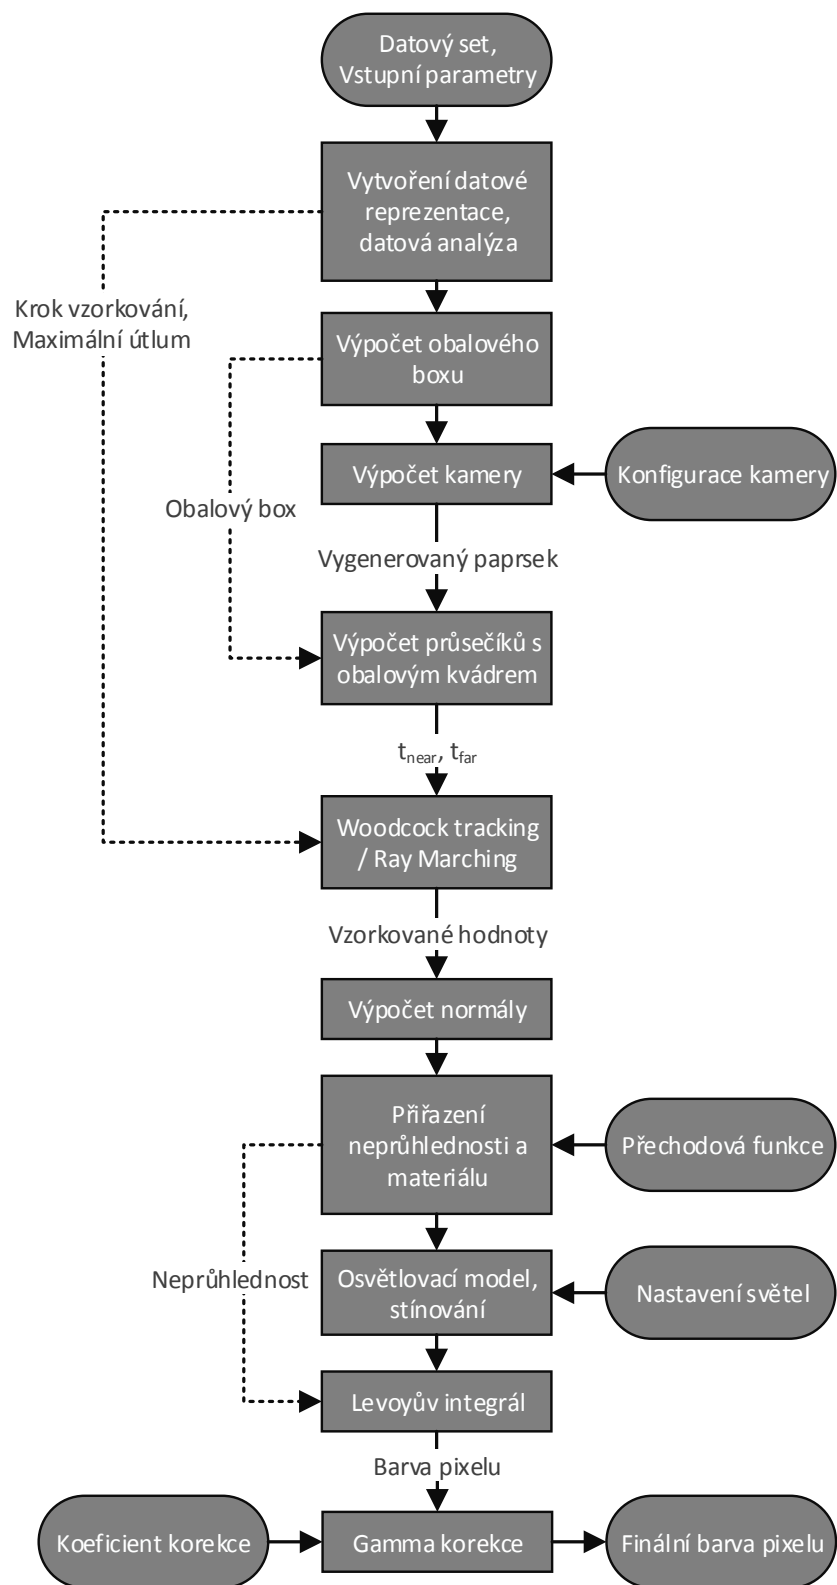 Datový set,
Vstupní parametry
Vytvoření datové
reprezentace,
datová analýza
Krok vzorkování,
Maximální útlum
Výpočet obalového
boxu
Výpočet kamery
Konfigurace kamery
Obalový box
Vygenerovaný paprsek
Výpočet průsečíků s
obalovým kvádrem
tnear, tfar
Woodcock tracking
/ Ray Marching
Vzorkované hodnoty
Výpočet normály
Přiřazení
neprůhlednosti a
materiálu
Přechodová funkce
Neprůhlednost
Osvětlovací model,
stínování
Nastavení světel
Levoyův integrál
Barva pixelu
Koeficient korekce
Gamma korekce
Finální barva pixelu